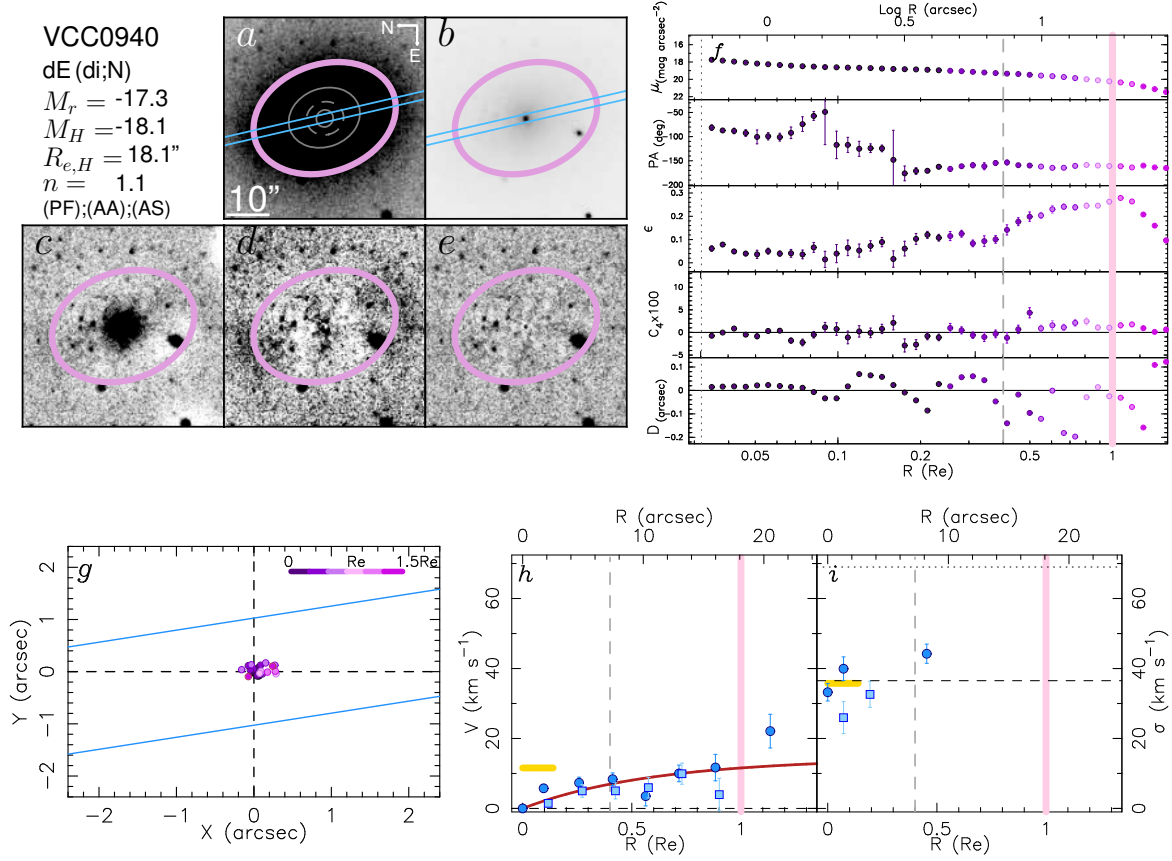 VCC0940
dE (di;N)
M_r = -17.3
M_H = -18.1
R_{e,H} = 18.1”
n = 1.1
(PF);(AA);(AS)
a
N
E
10”
b
c
d
e
Log R (arcsec)
0 0.5 1
f
μ(mag arcsec⁻²)
16
18
20
22
PA (deg)
−50
−100
−150
−200
ϵ
0.3
0.2
0.1
0
C₄x100
10
5
0
−5
D(arcsec)
0.1
0
−0.1
−0.2
0.05 0.1 0.5 1
R (Re)
g
0 Re 1.5Re
Y (arcsec)
2
1
0
−1
−2
−2 −1 0 1 2
X (arcsec)
R (arcsec)
0 10 20
h
V (km s⁻¹)
60
40
20
0
0 0.5 1
R (Re)
R (arcsec)
0 10 20
i
σ (km s⁻¹)
60
40
20
0
0 0.5 1
R (Re)